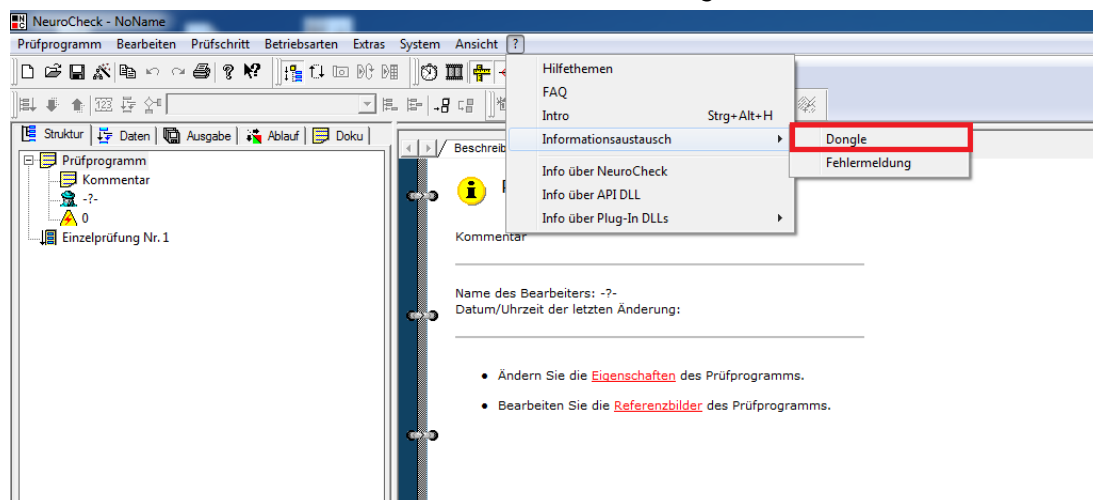 NeuroCheck - NoName
Prüfprogramm Bearbeiten Prüfschritt Betriebsarten Extras System Ansicht ?
123
Struktur Daten Ausgabe Ablauf Doku
Prüfprogramm
Kommentar
-?-
0
Einzelprüfung Nr. 1
Hilfethemen
FAQ
Intro Strg+Alt+H
Informationsaustausch
Info über NeuroCheck
Info über API DLL
Info über Plug-In DLLs
Dongle
Fehlermeldung
Kommentar
Name des Bearbeiters: -?-
Datum/Uhrzeit der letzten Änderung:
• Ändern Sie die Eigenschaften des Prüfprogramms.
• Bearbeiten Sie die Referenzbilder des Prüfprogramms.